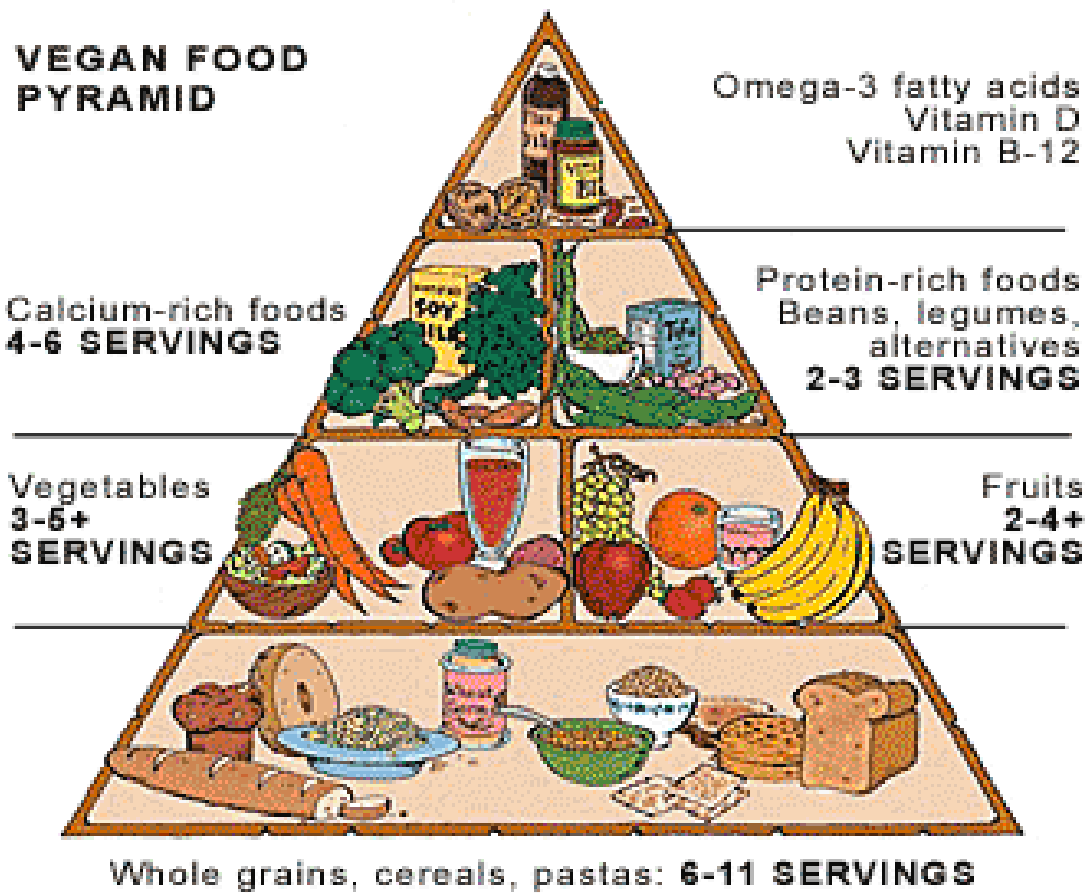 VEGAN FOOD
PYRAMID
Omega-3 fatty acids
Vitamin D
Vitamin B-12
Calcium-rich foods
4-6 SERVINGS
SOY
Protein-rich foods
Beans, legumes,
alternatives
2-3 SERVINGS
Vegetables
3-5+
SERVINGS
Fruits
2-4+
SERVINGS
Whole grains, cereals, pastas: 6-11 SERVINGS